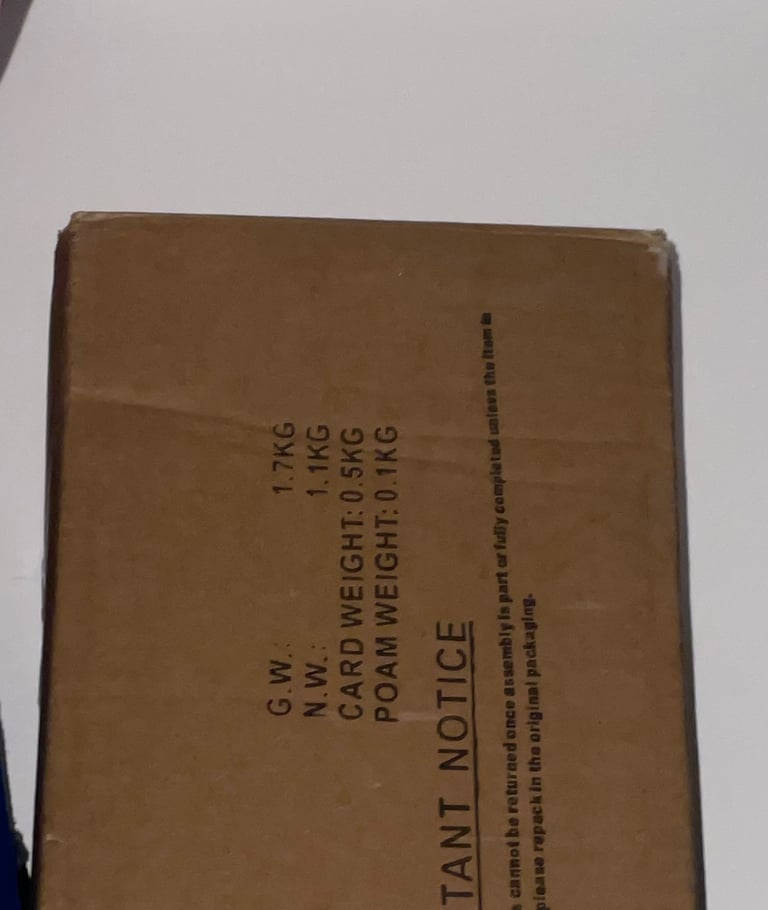 G.W.: 1.7KG
N.W.: 1.1KG
CARD WEIGHT: 0.5KG
POAM WEIGHT: 0.1KG
TANT NOTICE
cannot be returned once assembly is part or fully completed unless the item is
please repack in the original packaging.